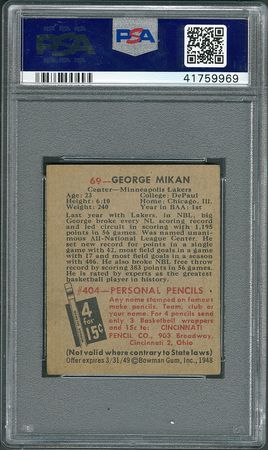 PSA
41759969
69—GEORGE MIKAN
Center—Minneapolis Lakers
Age: 23 College: DePaul
Height: 6:10 Home: Chicago, Ill.
Weight: 240 Year in BAA: 1st
Last year with Lakers, in NBL, big
George broke every NL scoring record
and led circuit in scoring with 1,195
points in 56 games. Was named unani-
mous All-National League Center. He
set new record for points in a single
game with 42, most field goals in a game
with 17 and most field goals in a season
with 406. He also broke NBL free throw
record by scoring 383 points in 56 games.
He is rated by experts as the greatest
basketball player in history.
#404—PERSONAL PENCILS
Any name stamped on famous
make pencils. Team, club or
any name. Send for set of 4
pencils. Send
only 3 Basketball wrappers
and 15c to: CINCINNATI
PENCIL CO., 903 Broadway,
Cincinnati 2, Ohio
4
FOR
15¢
(Not valid where contrary to State laws)
Offer expires 3/31/49 ©Bowman Gum, Inc., 1948